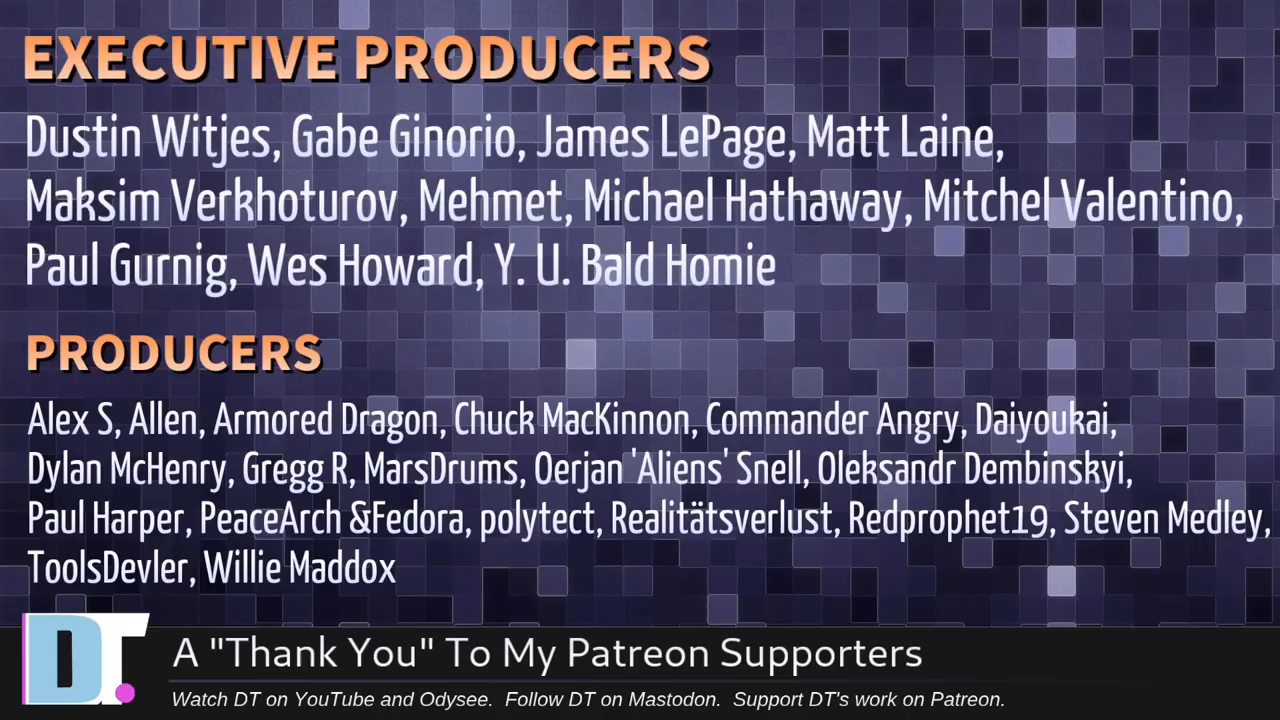 EXECUTIVE PRODUCERS
Dustin Witjes, Gabe Ginorio, James LePage, Matt Laine,
Maksim Verkhoturov, Mehmet, Michael Hathaway, Mitchel Valentino,
Paul Gurnig, Wes Howard, Y. U. Bald Homie
PRODUCERS
Alex S, Allen, Armored Dragon, Chuck MacKinnon, Commander Angry, Daiyoukai,
Dylan McHenry, Gregg R, MarsDrums, Oerjan 'Aliens' Snell, Oleksandr Dembinskyi,
Paul Harper, PeaceArch &Fedora, polytect, Realitätsverlust, Redprophet19, Steven Medley,
ToolsDevler, Willie Maddox
DT.
A "Thank You" To My Patreon Supporters
Watch DT on YouTube and Odysee. Follow DT on Mastodon. Support DT's work on Patreon.